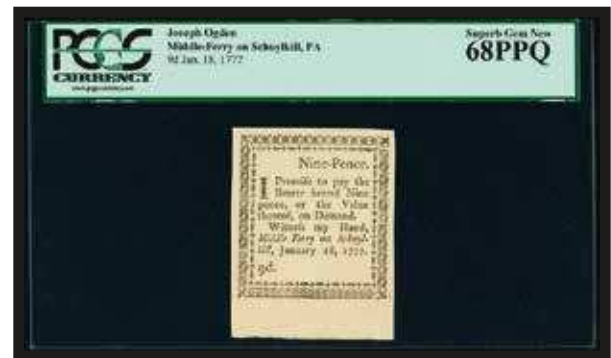 PCGS
CURRENCY
Joseph Ogden
Middle-Ferry on Schuylkill, PA
9d Jan. 18, 1777
Superb Gem New
68PPQ
Nine-Pence.
I Promise to pay the
Bearer hereof Nine
pence, or the Value
thereof, on Demand.
Witness my Hand,
Middle Ferry on Schuyl-
kill, January 18, 1777.
9d.